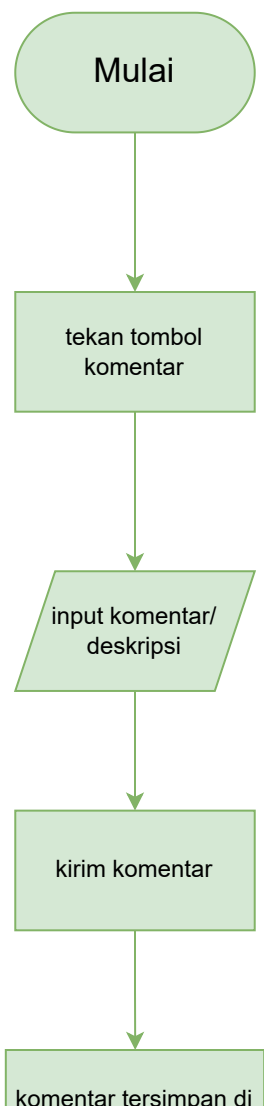 Mulai
tekan tombol
komentar
input komentar/
deskripsi
kirim komentar
komentar tersimpan di